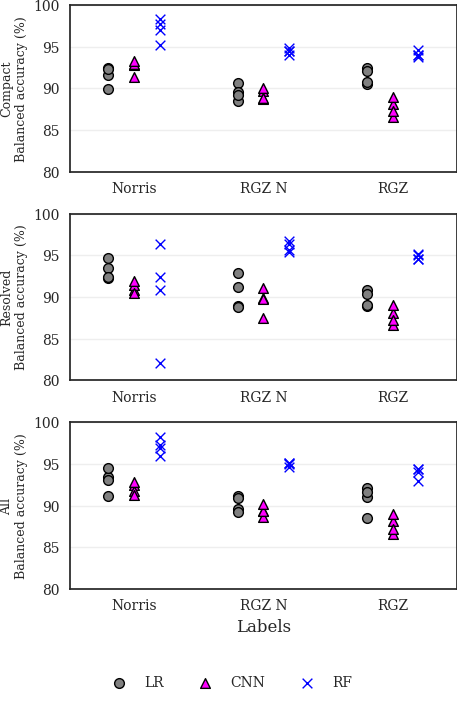 Compact
Balanced accuracy (%)
100
95
90
85
80
Norris RGZ N RGZ
Resolved
Balanced accuracy (%)
100
95
90
85
80
Norris RGZ N RGZ
All
Balanced accuracy (%)
100
95
90
85
80
Norris RGZ N RGZ
Labels
LR CNN RF